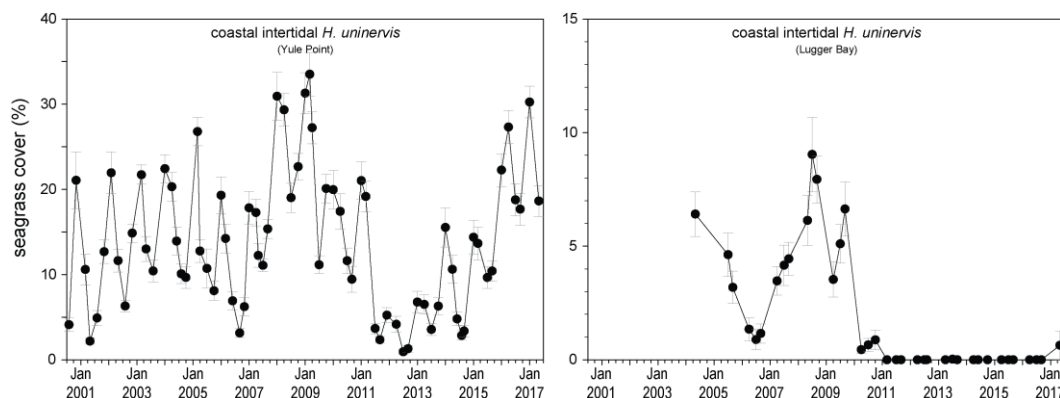 coastal intertidal H. uninervis
(Yule Point)
seagrass cover (%)
40
30
20
10
0
Jan Jan Jan Jan Jan Jan Jan Jan Jan
2001 2003 2005 2007 2009 2011 2013 2015 2017
coastal intertidal H. uninervis
(Lugger Bay)
15
10
5
0
Jan Jan Jan Jan Jan Jan Jan Jan Jan
2001 2003 2005 2007 2009 2011 2013 2015 2017